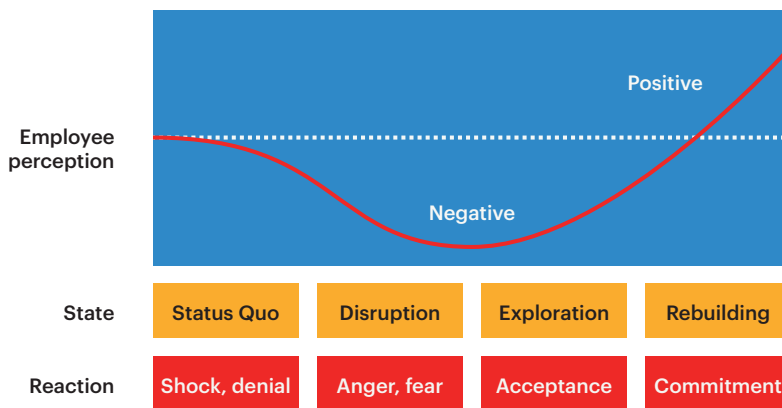 Positive
Employee
perception
Negative
State
Status Quo
Disruption
Exploration
Rebuilding
Reaction
Shock, denial
Anger, fear
Acceptance
Commitment